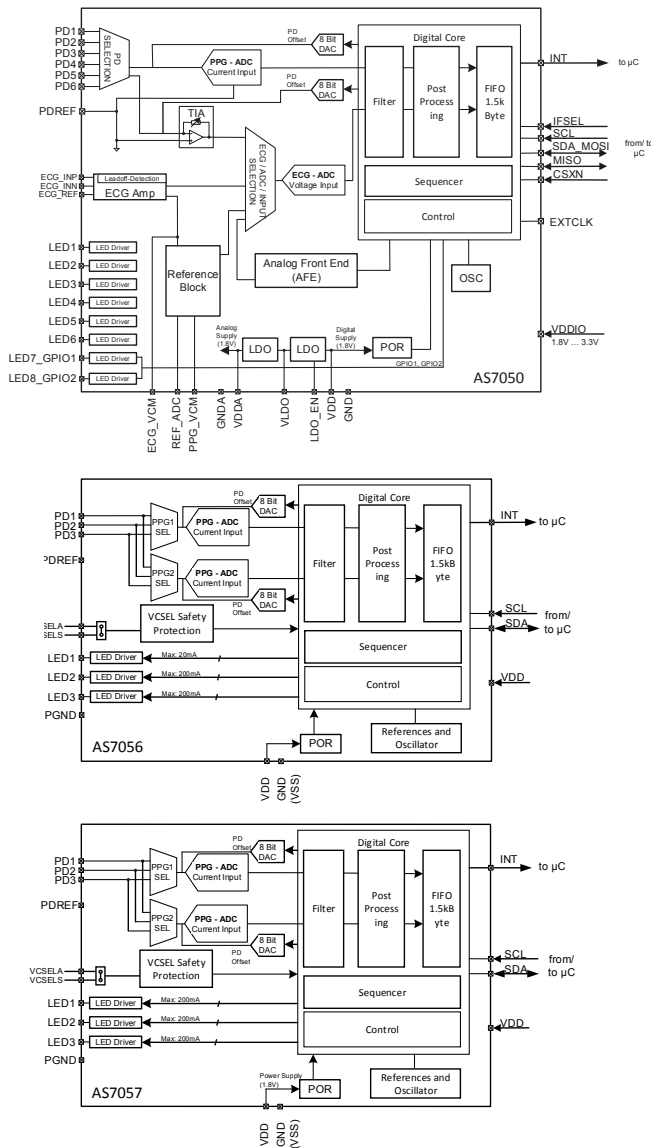 PD1
PD2
PD3
PD4
PD5
PD6
PD
SELECTION
PPG - ADC
Current Input
PD
Offset
8 Bit
DAC
PD
Offset
8 Bit
DAC
Digital Core
Filter
Post
Process
ing
FIFO
1.5k
Byte
INT
to µC
PDREF
TIA
IFSEL
SCL
SDA_MOSI
MISO
CSXN
from/ to
µC
ECG_INP
ECG_INN
ECG_REF
Leadoff-Detection
ECG Amp
ECG / ADC / INPUT
SELECTION
ECG - ADC
Voltage Input
Sequencer
Control
EXTCLK
LED1
LED Driver
LED2
LED Driver
LED3
LED Driver
LED4
LED Driver
LED5
LED Driver
LED6
LED Driver
LED7_GPIO1
LED Driver
LED8_GPIO2
LED Driver
Reference
Block
Analog Front End
(AFE)
OSC
VDDIO
1.8V ... 3.3V
Analog
Supply
(1.8V)
LDO
LDO
Digital
Supply
(1.8V)
POR
GPIO1, GPIO2
AS7050
ECG_VCM
REF_ADC
PPG_VCM
GNDA
VDDA
VLDO
LDO_EN
VDD
GND
PD1
PD2
PD3
PPG1
SEL
PPG - ADC
Current Input
PD
Offset
8 Bit
DAC
Digital Core
Filter
Post
Process
ing
FIFO
1.5kB
yte
INT
to µC
PDREF
PPG2
SEL
PPG - ADC
Current Input
PD
Offset
8 Bit
DAC
SELA
SELS
VCSEL Safety
Protection
SCL
SDA
from/
to µC
LED1
LED Driver
Max: 20mA
LED2
LED Driver
Max: 200mA
LED3
LED Driver
Max: 200mA
Sequencer
Control
VDD
PGND
AS7056
POR
References and
Oscillator
VDD
GND
(VSS)
PD1
PD2
PD3
PPG1
SEL
PPG - ADC
Current Input
PD
Offset
8 Bit
DAC
Digital Core
Filter
Post
Process
ing
FIFO
1.5kB
yte
INT
to µC
PDREF
PPG2
SEL
PPG - ADC
Current Input
PD
Offset
8 Bit
DAC
VCSELA
VCSELS
VCSEL Safety
Protection
SCL
SDA
from/
to µC
LED1
LED Driver
Max: 200mA
LED2
LED Driver
Max: 200mA
LED3
LED Driver
Max: 200mA
Sequencer
Control
VDD
PGND
AS7057
Power Supply
(1.8V)
POR
References and
Oscillator
VDD
GND
(VSS)